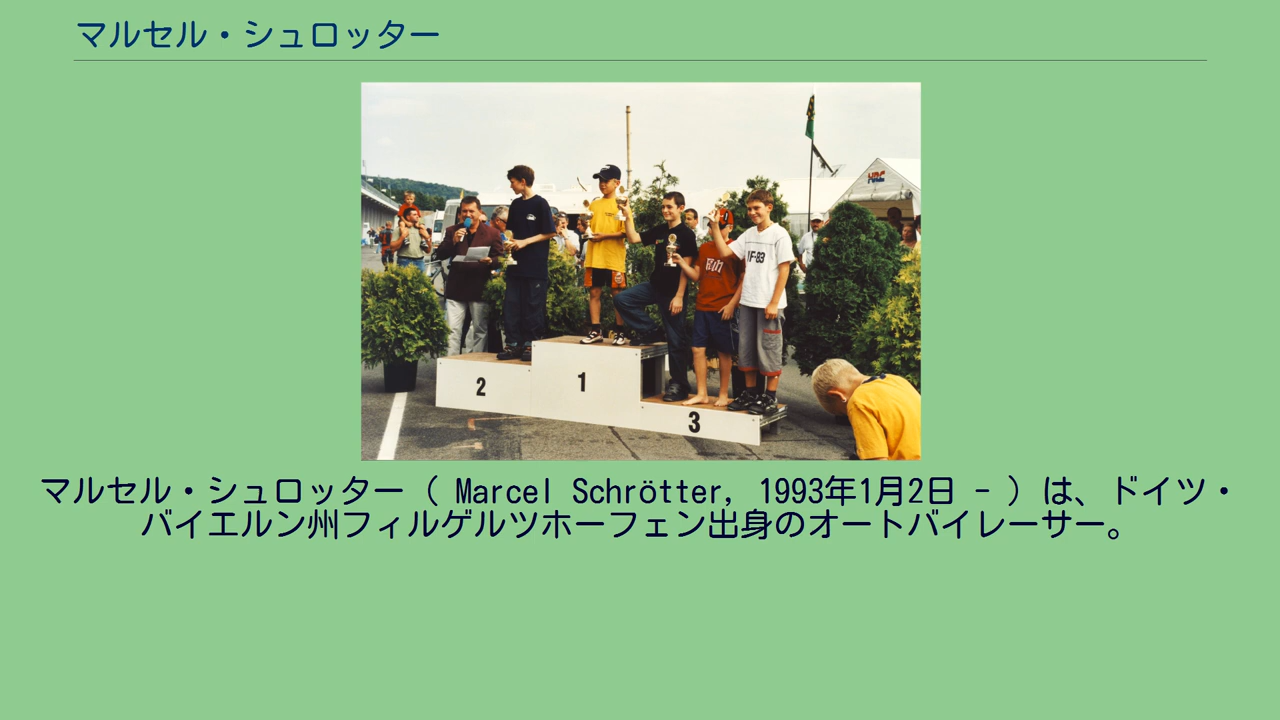 マルセル・シュロッター
HRC
IF-83
2
1
3
マルセル・シュロッター（ Marcel Schrötter, 1993年1月2日 - ）は、ドイツ・
バイエルン州フィルゲルツホーフェン出身のオートバイレーサー。